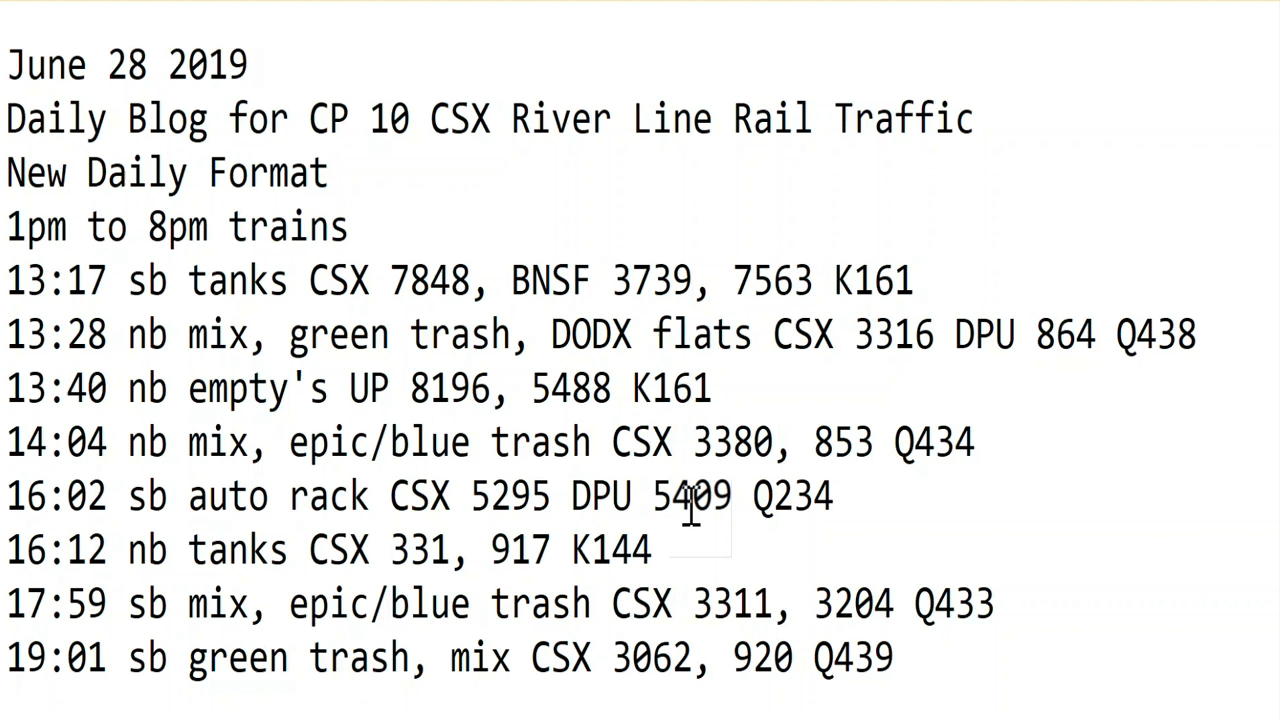 June 28 2019
Daily Blog for CP 10 CSX River Line Rail Traffic
New Daily Format
1pm to 8pm trains
13:17 sb tanks CSX 7848, BNSF 3739, 7563 K161
13:28 nb mix, green trash, DODX flats CSX 3316 DPU 864 Q438
13:40 nb empty's UP 8196, 5488 K161
14:04 nb mix, epic/blue trash CSX 3380, 853 Q434
16:02 sb auto rack CSX 5295 DPU 5409 Q234
16:12 nb tanks CSX 331, 917 K144
17:59 sb mix, epic/blue trash CSX 3311, 3204 Q433
19:01 sb green trash, mix CSX 3062, 920 Q439